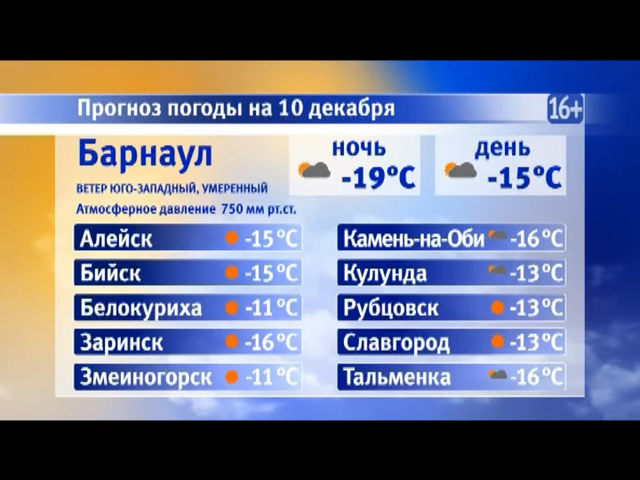 Прогноз погоды на 10 декабря 16+
Барнаул
ночь
-19°C
день
-15°C
ВЕТЕР ЮГО-ЗАПАДНЫЙ, УМЕРЕННЫЙ
Атмосферное давление 750 мм рт.ст.
Алейск -15°C
Бийск -15°C
Белокуриха -11°C
Заринск -16°C
Змеиногорск -11°C
Камень-на-Оби -16°C
Кулунда -13°C
Рубцовск -13°C
Славгород -13°C
Тальменка -16°C